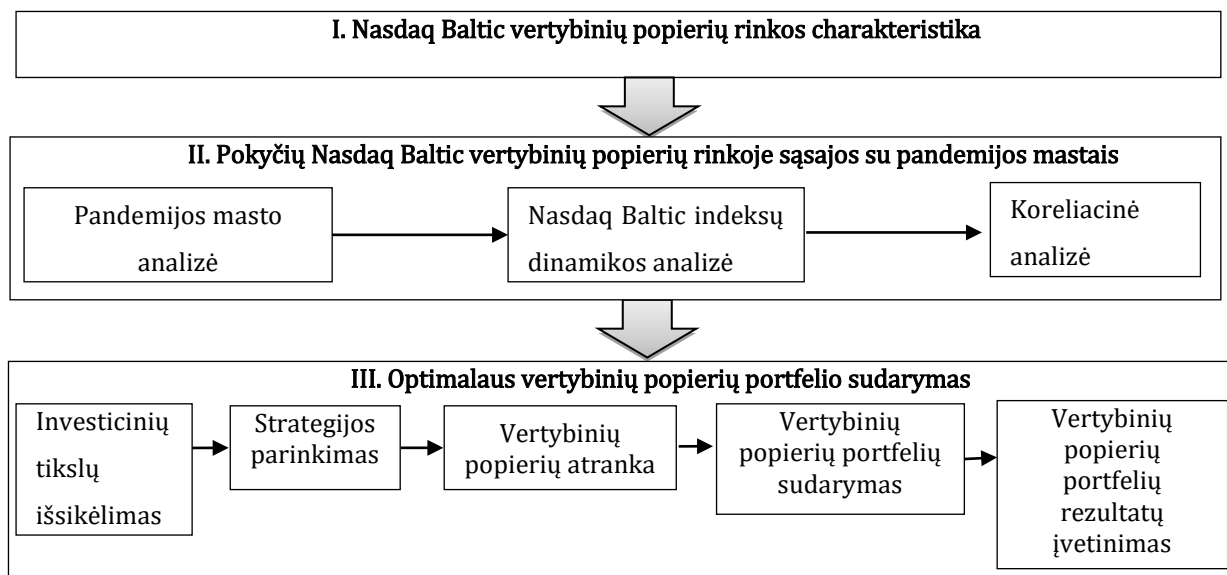 I. Nasdaq Baltic vertybinių popierių rinkos charakteristika
II. Pokyčių Nasdaq Baltic vertybinių popierių rinkoje sąsajos su pandemijos mastais
Pandemijos masto
analizė
Nasdaq Baltic indeksų
dinamikos analizė
Koreliacinė
analizė
III. Optimalaus vertybinių popierių portfelio sudarymas
Investicinių
tikslų
išsikėlimas
Strategijos
parinkimas
Vertybinių
popierių atranka
Vertybinių
popierių portfelių
sudarymas
Vertybinių
popierių
portfelių
rezultatų
įvetinimas